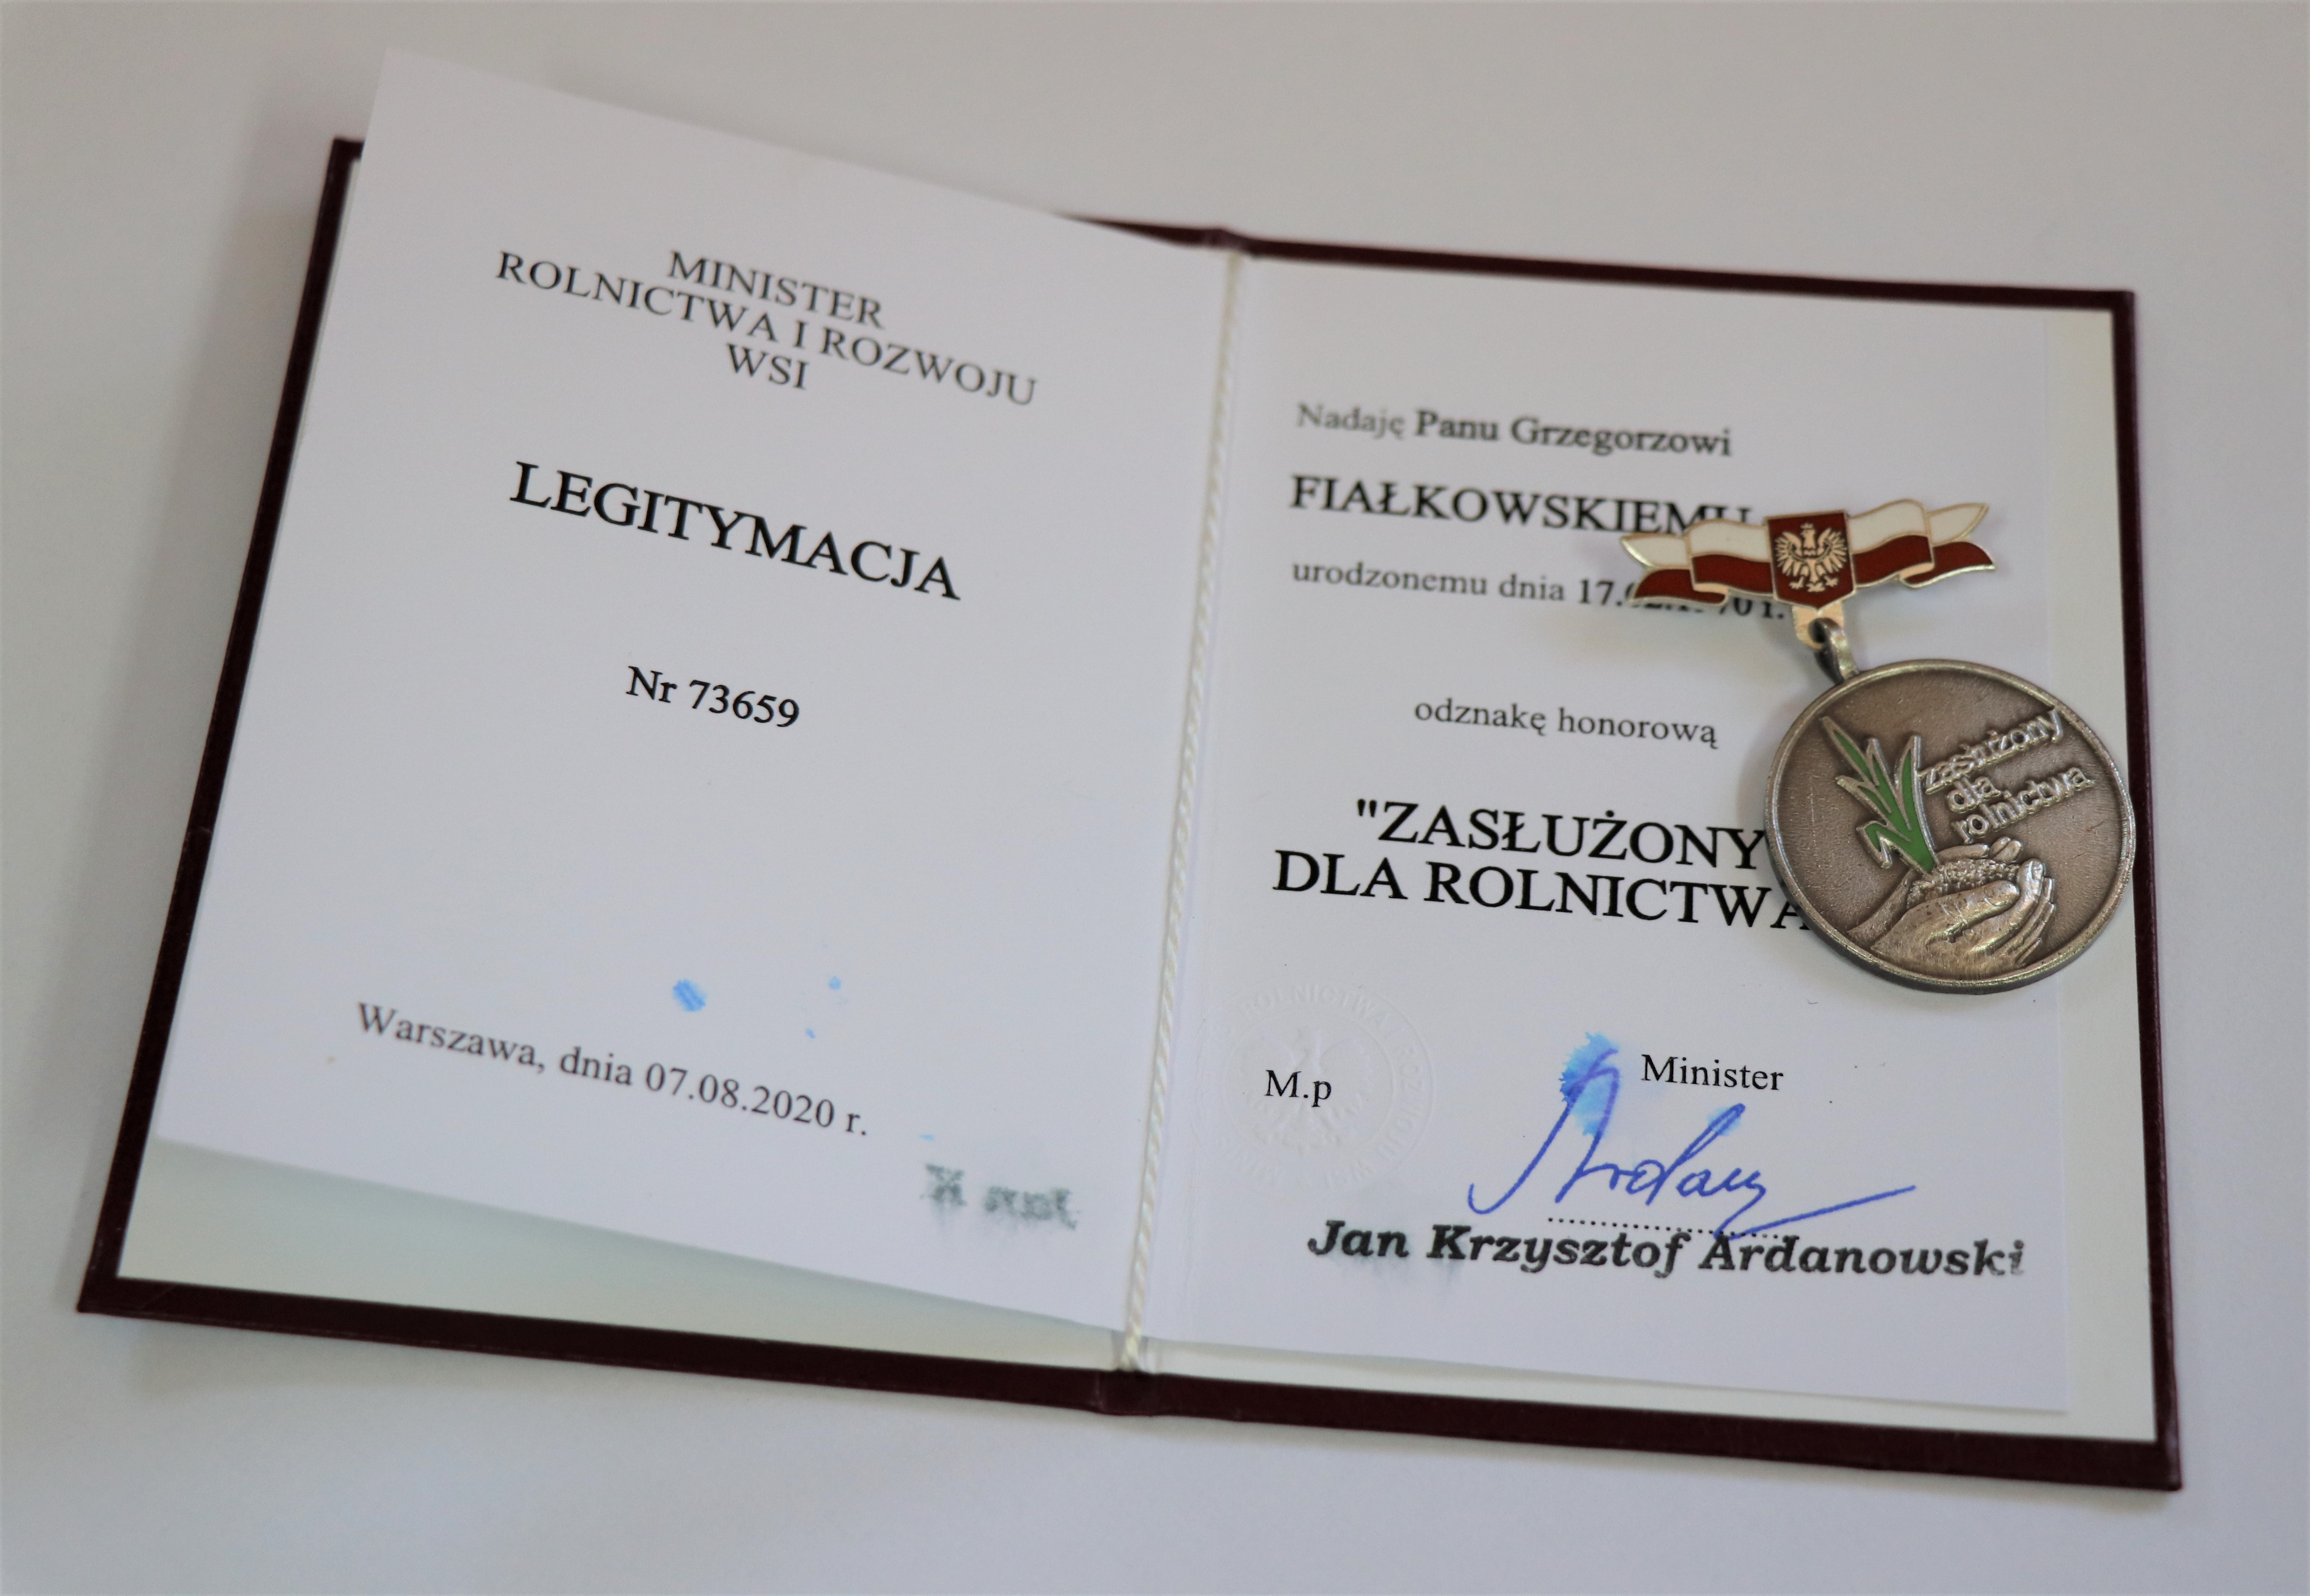 MINISTER
ROLNICTWA I ROZWOJU
WSI
LEGITYMACJA
Nr 73659
Warszawa, dnia 07.08.2020 r.
Nadaję Panu Grzegorzowi
FIAŁKOWSKIEMU
urodzonemu dnia 17.
odznakę honorową
"ZASŁUŻONY
DLA ROLNICTWA
zasłużony
dla
rolnictwa
M.p
Minister
Jan Krzysztof Ardanowski